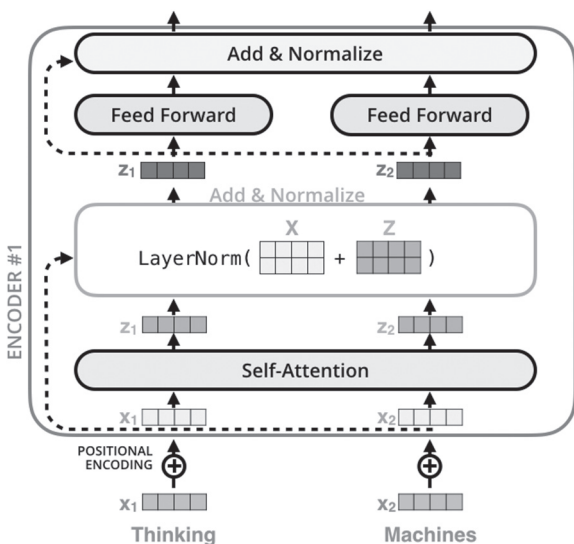 Add & Normalize
Feed Forward Feed Forward
z1 z2
Add & Normalize
X Z
LayerNorm( + )
ENCODER #1
z1 z2
Self-Attention
x1 x2
POSITIONAL
ENCODING
x1 x2
Thinking Machines